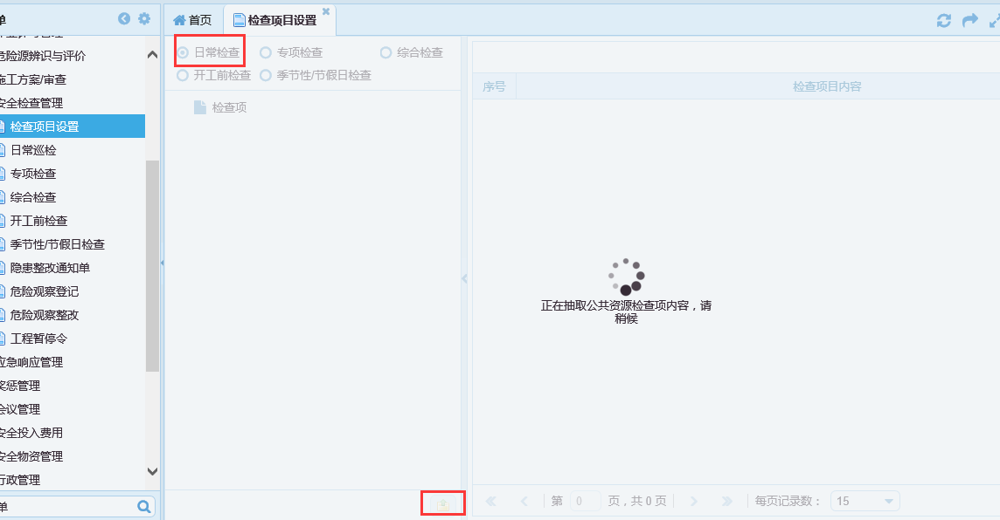 单
首页
检查项目设置
危险源辨识与评价
施工方案/审查
安全检查管理
检查项目设置
日常巡检
专项检查
综合检查
开工前检查
季节性/节假日检查
隐患整改通知单
危险观察登记
危险观察整改
工程暂停令
应急响应管理
奖惩管理
会议管理
安全投入费用
安全物资管理
行政管理
单
日常检查 专项检查 综合检查
开工前检查 季节性/节假日检查
检查项
序号 检查项目内容
正在抽取公共资源检查项内容，请
稍候
第 0 页，共 0 页 每页记录数： 15